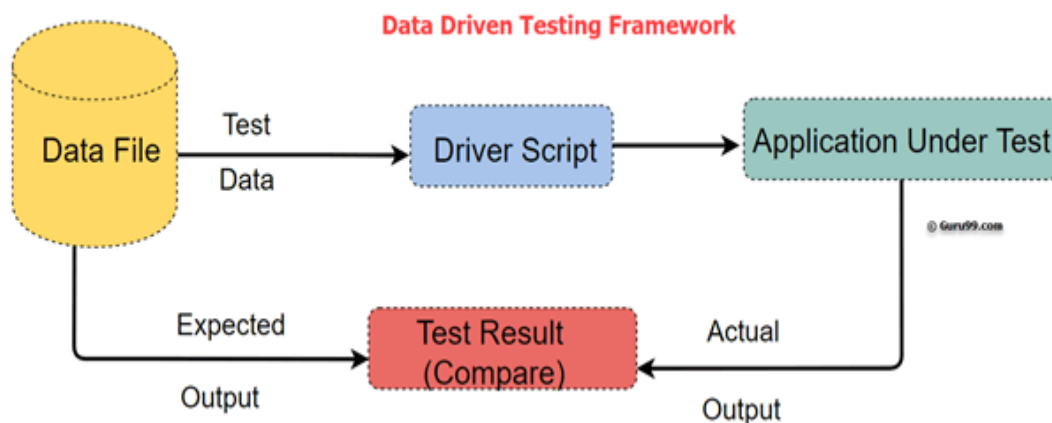 Data Driven Testing Framework
Data File
Test
Data
Driver Script
Application Under Test
© Guru99.com
Expected
Output
Test Result
(Compare)
Actual
Output